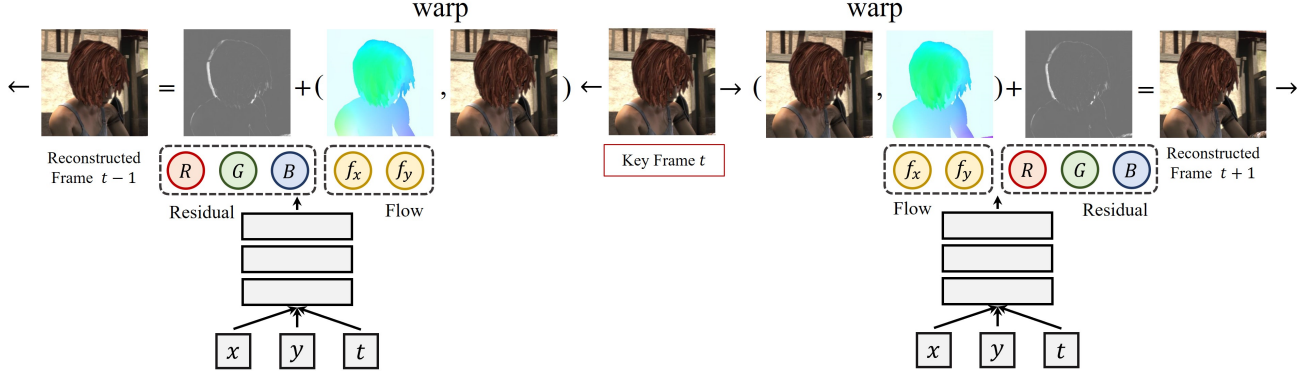 warp warp
← = + ( , ) ← → ( , ) + = →
Reconstructed
Frame t − 1
R G B f_x f_y
Key Frame t
f_x f_y R G B
Reconstructed
Frame t + 1
Residual Flow
Flow Residual
x y t
x y t